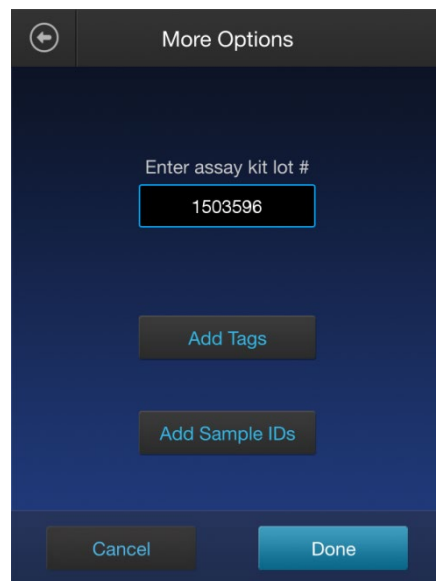 More Options
Enter assay kit lot #
1503596
Add Tags
Add Sample IDs
Cancel
Done